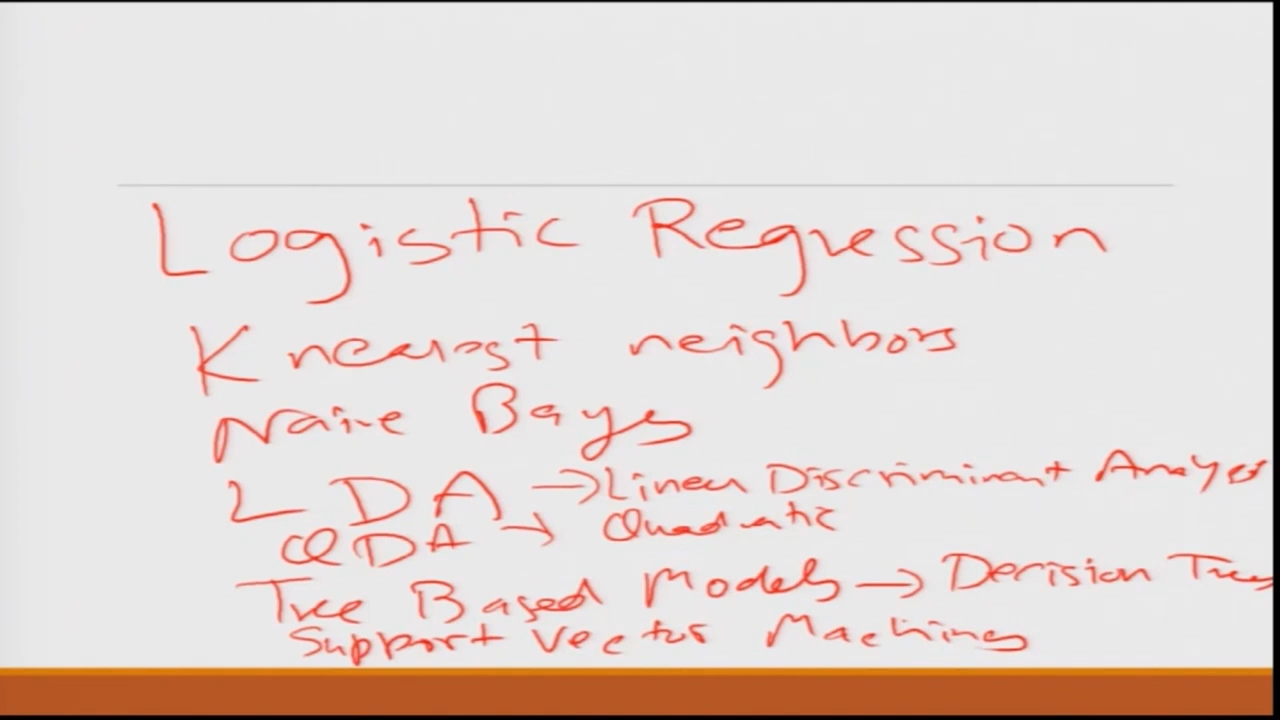 Logistic Regression
K nearest neighbors
Naive Bays
LDA → Linear Discriminant Analysis
QDA → Quadratic
Tree Based Models → Decision Trees
Support Vector Machines